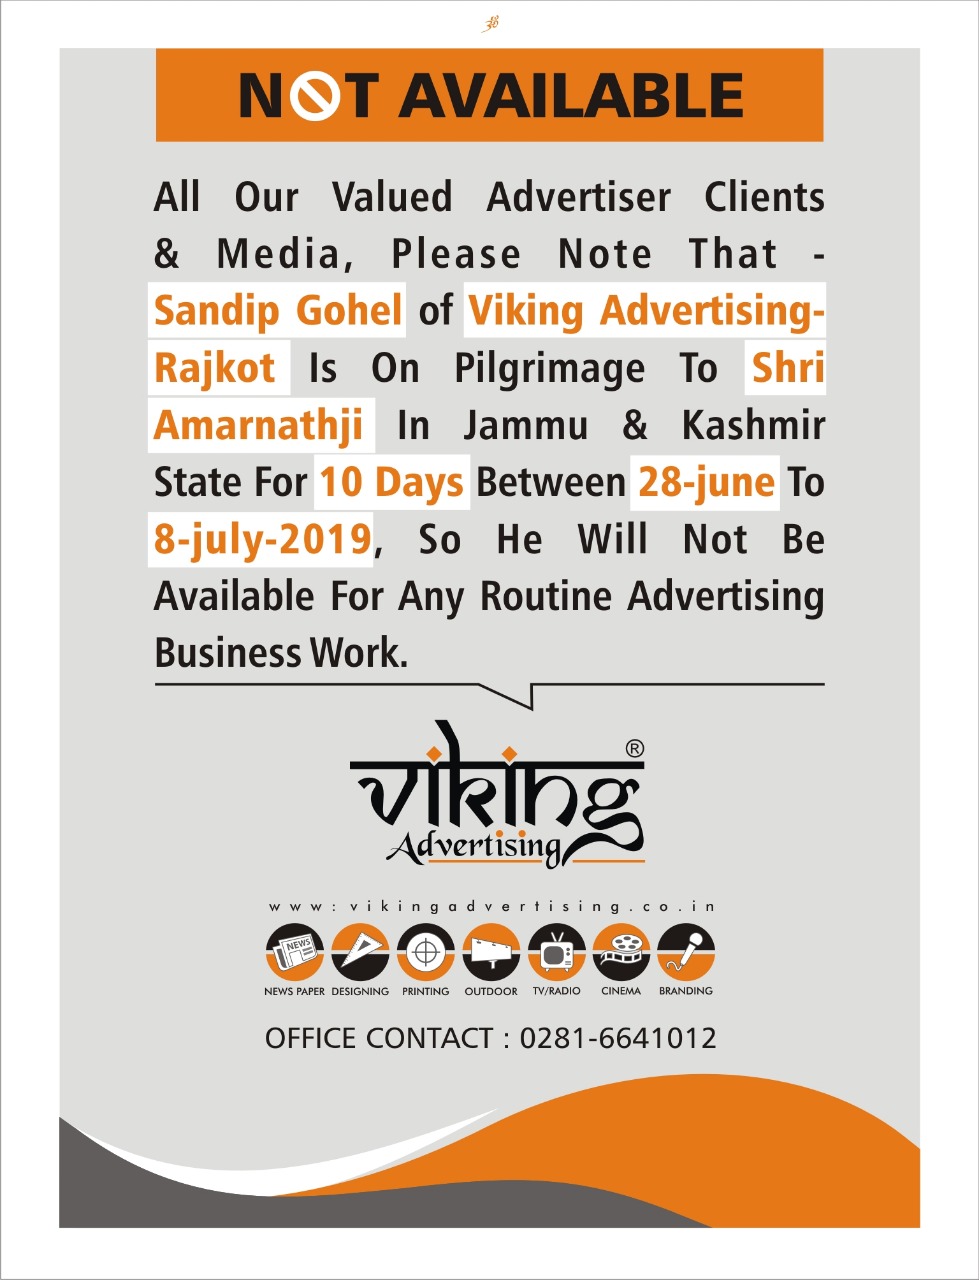 NOT AVAILABLE
All Our Valued Advertiser Clients
& Media, Please Note That -
Sandip Gohel of Viking Advertising-
Rajkot Is On Pilgrimage To Shri
Amarnathji In Jammu & Kashmir
State For 10 Days Between 28-june To
8-july-2019, So He Will Not Be
Available For Any Routine Advertising
Business Work.
viking®
Advertising
www:vikingadvertising.co.in
NEWS
NEWS PAPER DESIGNING PRINTING OUTDOOR TV/RADIO CINEMA BRANDING
OFFICE CONTACT : 0281-6641012